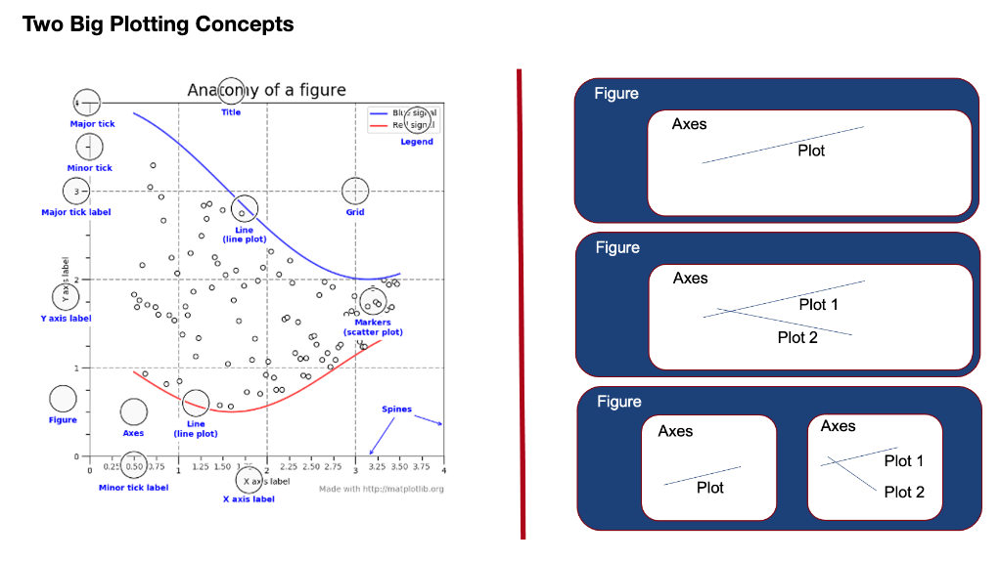 Two Big Plotting Concepts
Anatomy of a figure
Title
Blue signal
Red signal
Legend
4
Major tick
Minor tick
3
Major tick label
Grid
Line
(line plot)
2
Y axis label
Y axis label
Markers
(scatter plot)
1
Figure
Axes
Line
(line plot)
Spines
0
0 0.25 0.50 0.75 1 1.25 1.50 2 2.25 2.50 2.75 3 3.25 3.50 3.75 4
Minor tick label
X axis label
X axis label
Made with http://matplotlib.org
Figure
Axes
Plot
Figure
Axes
Plot 1
Plot 2
Figure
Axes
Plot
Axes
Plot 1
Plot 2